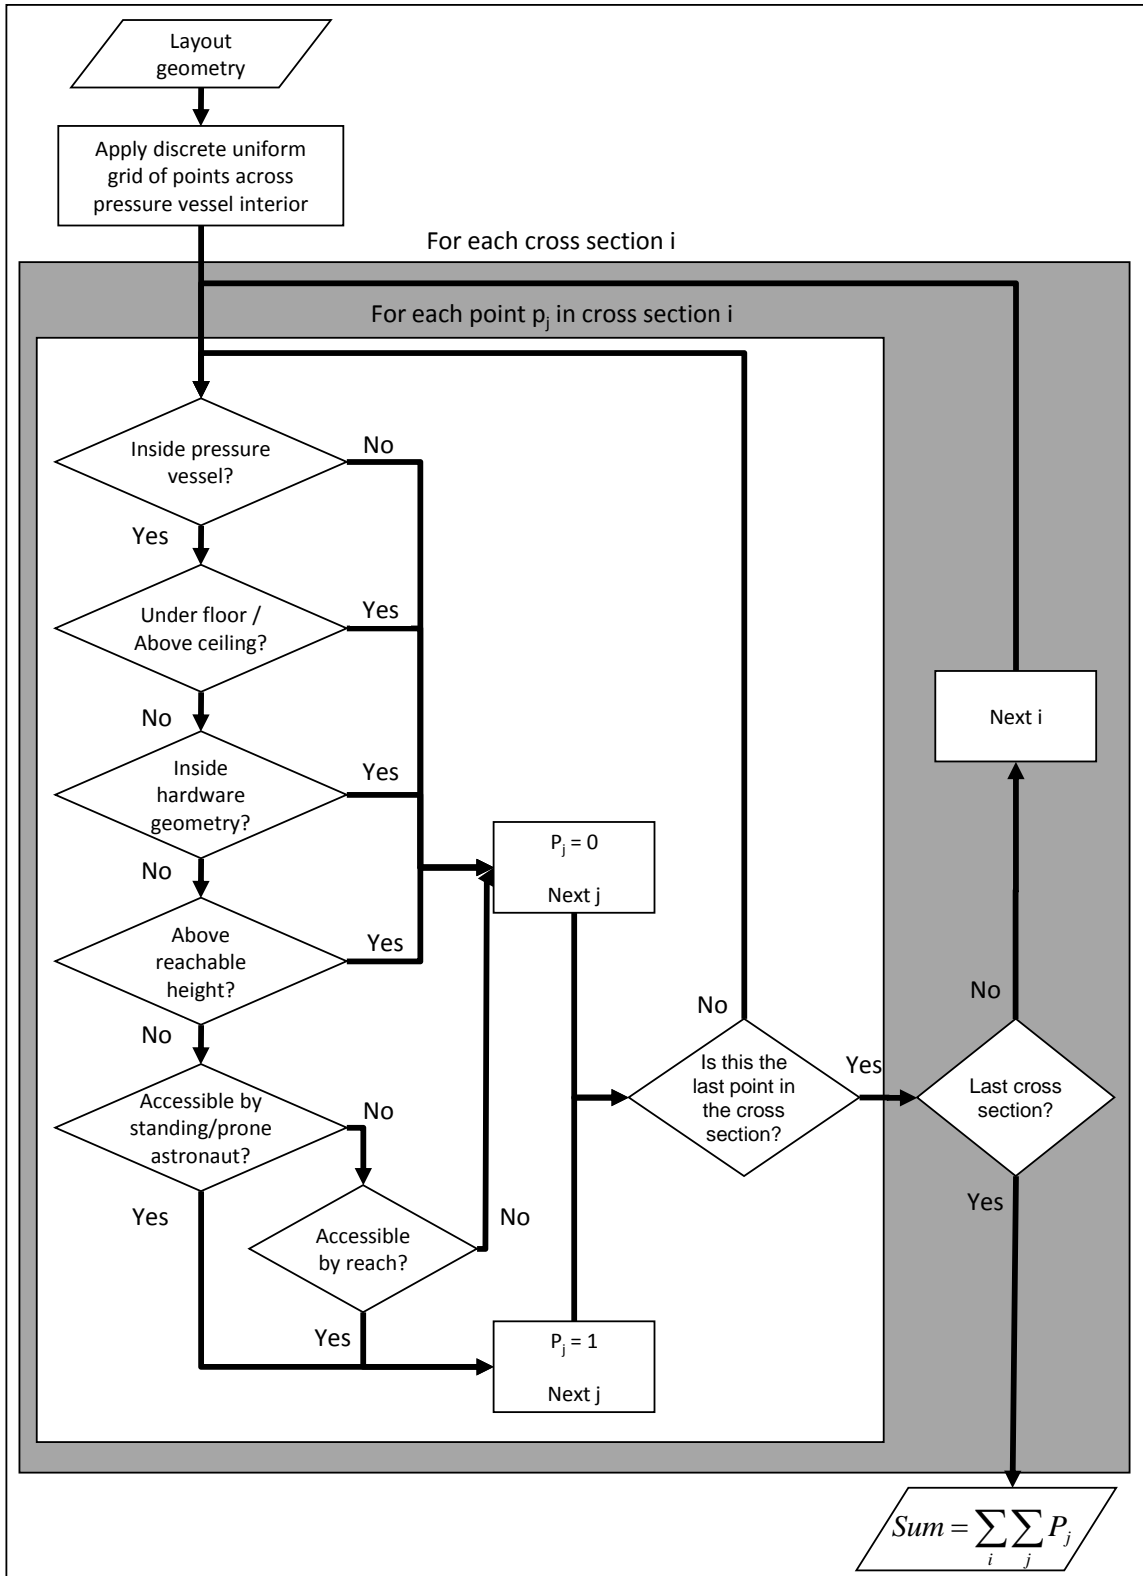 Layout
geometry
Apply discrete uniform
grid of points across
pressure vessel interior
For each cross section i
For each point pj in cross section i
Inside pressure
vessel?
No
Yes
Under floor /
Above ceiling?
Yes
No
Inside
hardware
geometry?
Yes
No
Above
reachable
height?
Yes
No
Accessible by
standing/prone
astronaut?
No
Yes
Accessible
by reach?
No
Yes
Pj = 0
Next j
Pj = 1
Next j
Is this the
last point in
the cross
section?
No
Yes
Last cross
section?
No
Next i
Yes
Sum = ∑i ∑j Pj